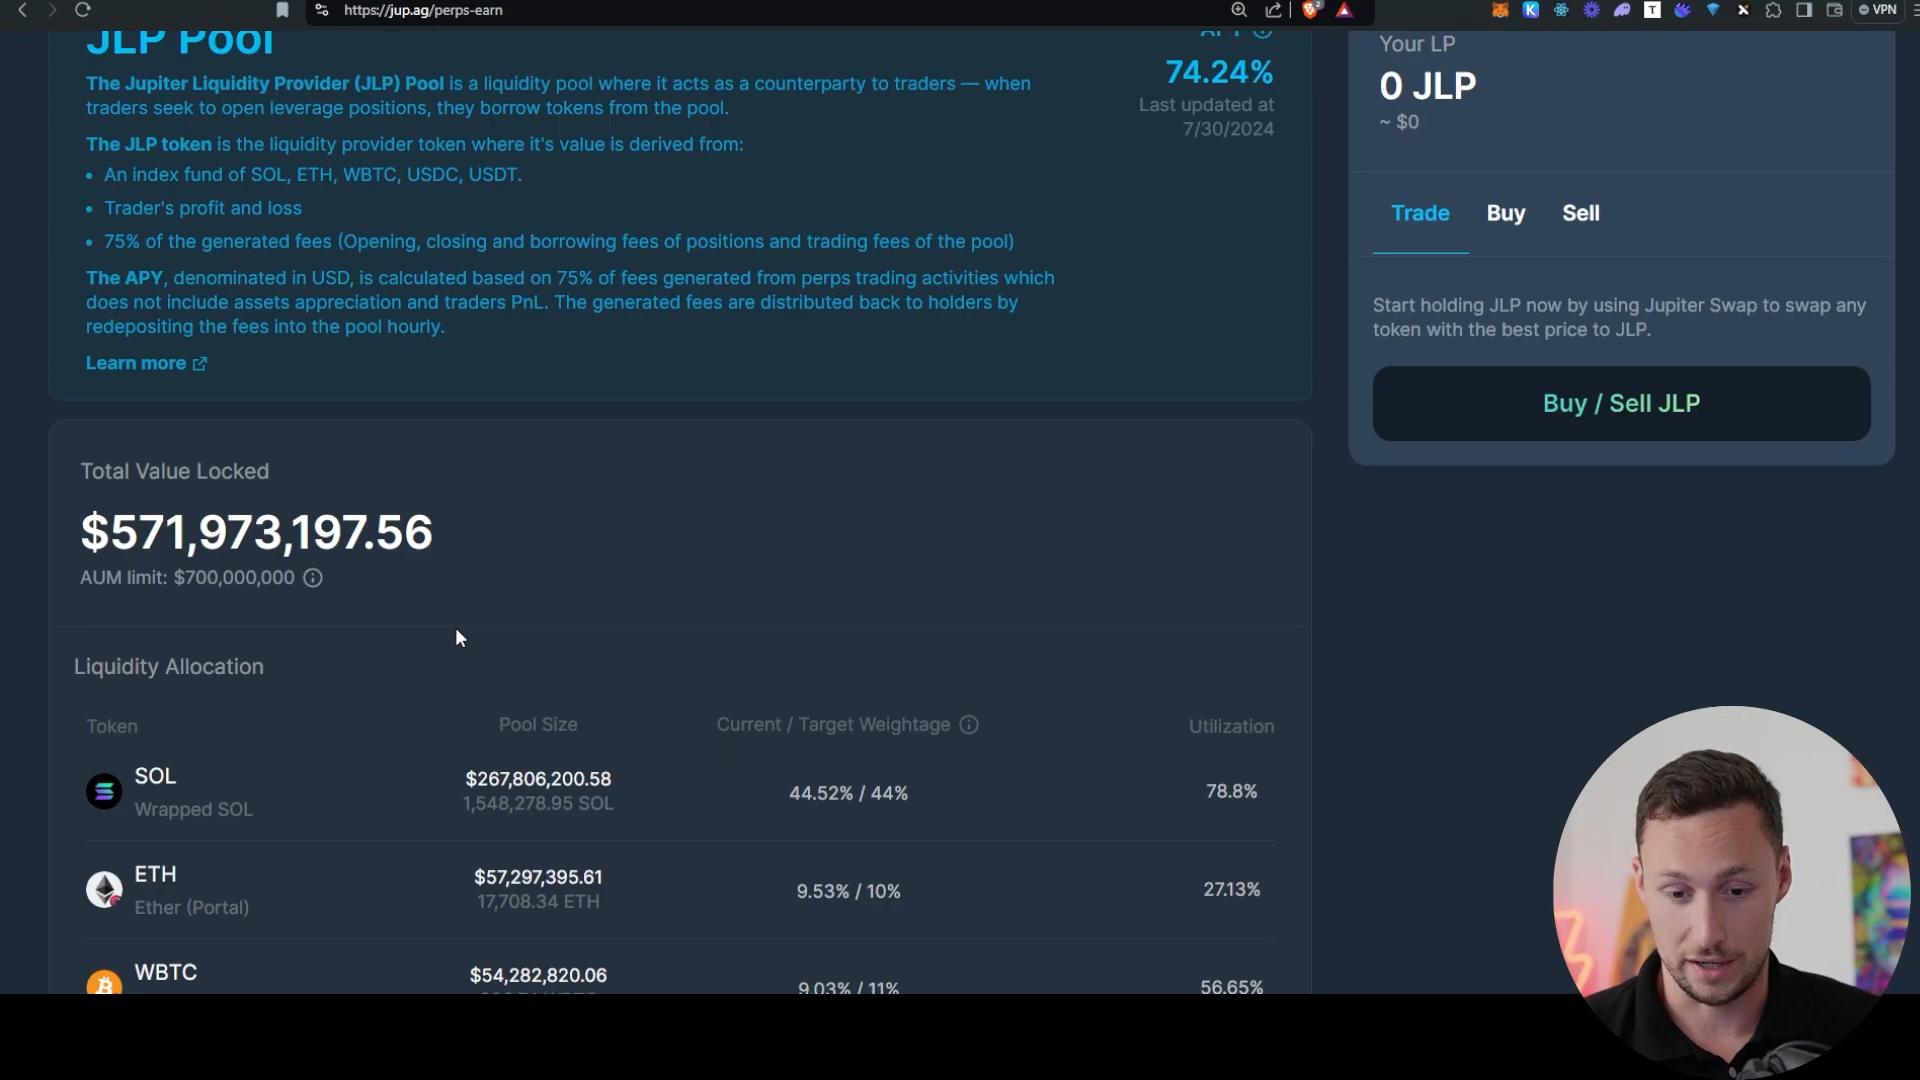 https://jup.ag/perps-earn
2
VPN
JLP Pool
APY
The Jupiter Liquidity Provider (JLP) Pool is a liquidity pool where it acts as a counterparty to traders — when
traders seek to open leverage positions, they borrow tokens from the pool.
74.24%
Last updated at
7/30/2024
The JLP token is the liquidity provider token where it's value is derived from:
• An index fund of SOL, ETH, WBTC, USDC, USDT.
• Trader's profit and loss
• 75% of the generated fees (Opening, closing and borrowing fees of positions and trading fees of the pool)
The APY, denominated in USD, is calculated based on 75% of fees generated from perps trading activities which
does not include assets appreciation and traders PnL. The generated fees are distributed back to holders by
redepositing the fees into the pool hourly.
Learn more
Your LP
0 JLP
~ $0
Trade Buy Sell
Start holding JLP now by using Jupiter Swap to swap any
token with the best price to JLP.
Buy / Sell JLP
Total Value Locked
$571,973,197.56
AUM limit: $700,000,000
Liquidity Allocation
Token Pool Size Current / Target Weightage Utilization
SOL
Wrapped SOL
$267,806,200.58
1,548,278.95 SOL
44.52% / 44%
78.8%
ETH
Ether (Portal)
$57,297,395.61
17,708.34 ETH
9.53% / 10%
27.13%
WBTC
$54,282,820.06
9.03% / 11%
56.65%